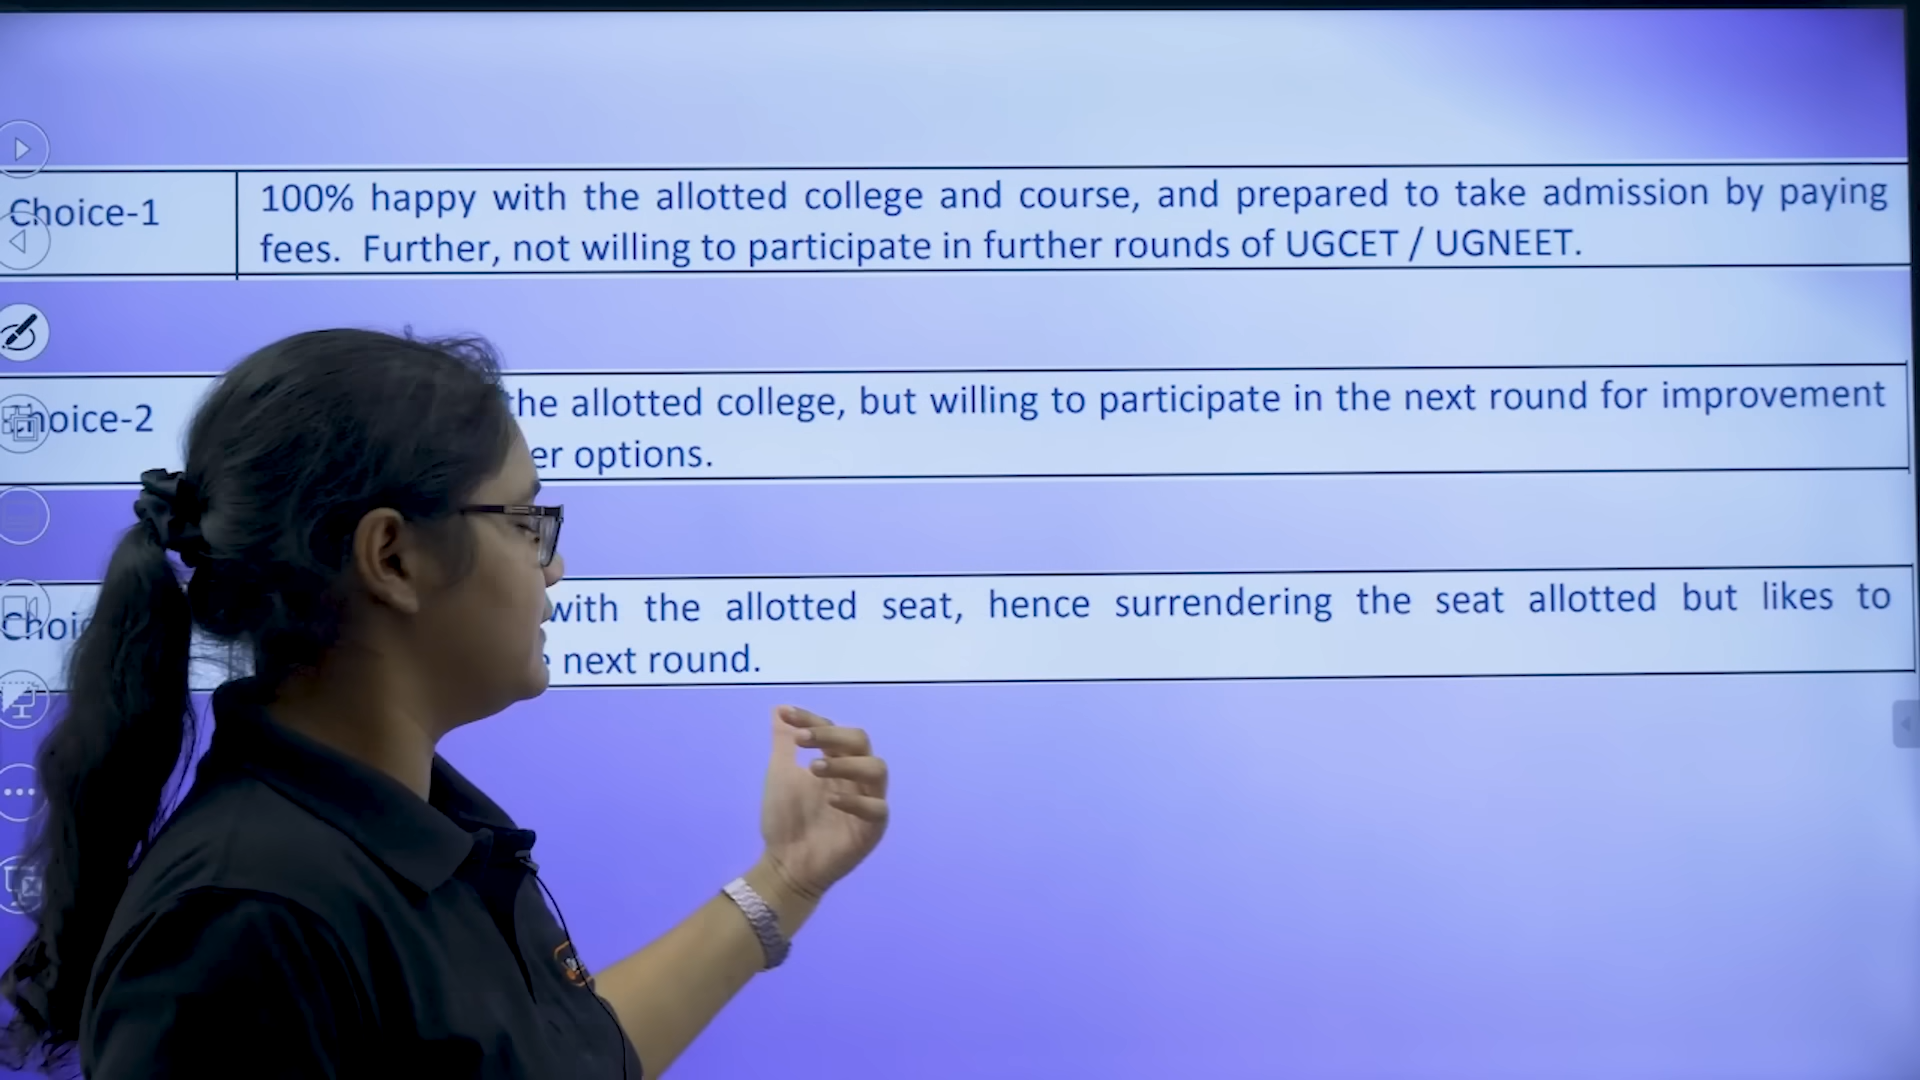 Choice-1
100% happy with the allotted college and course, and prepared to take admission by paying
fees. Further, not willing to participate in further rounds of UGCET / UGNEET.
Choice-2
the allotted college, but willing to participate in the next round for improvement
options.
with the allotted seat, hence surrendering the seat allotted but likes to
next round.